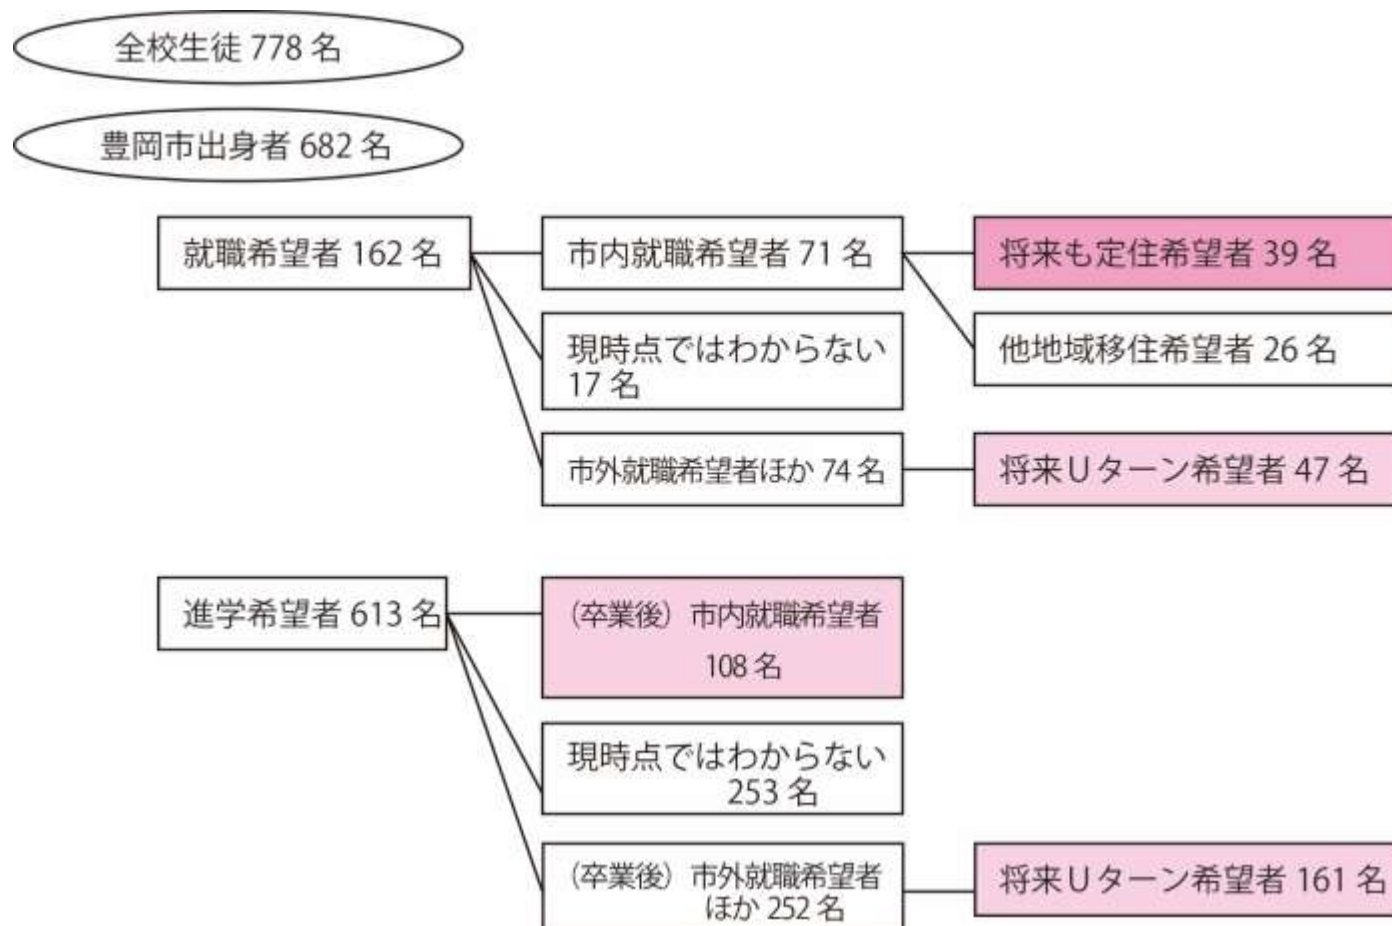 全校生徒 778 名
豊岡市出身者 682 名
就職希望者 162 名
市内就職希望者 71 名
将来も定住希望者 39 名
他地域移住希望者 26 名
現時点ではわからない
17 名
市外就職希望者ほか 74 名
将来Uターン希望者 47 名
進学希望者 613 名
（卒業後）市内就職希望者
108 名
現時点ではわからない
253 名
（卒業後）市外就職希望者
ほか 252 名
将来Uターン希望者 161 名